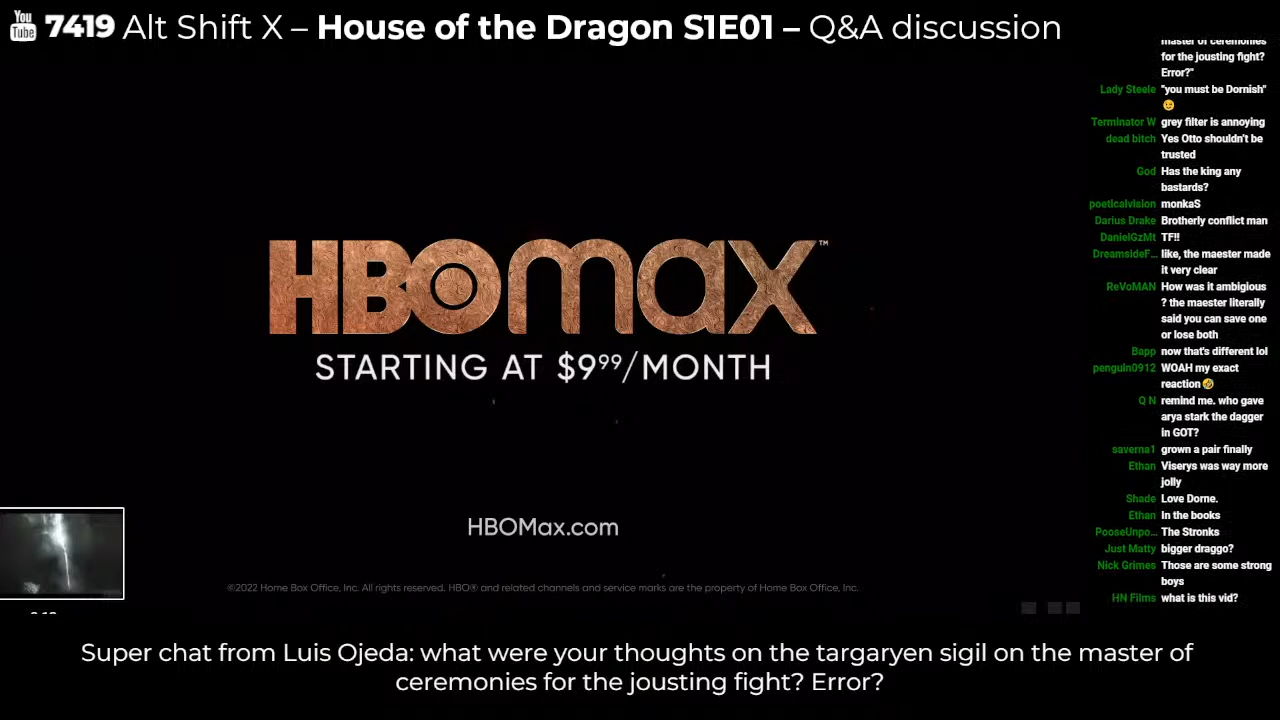 You Tube 7419 Alt Shift X – House of the Dragon S1E01 – Q&A discussion
HBOMAX™
STARTING AT $9⁹⁹/MONTH
HBOMax.com
©2022 Home Box Office, Inc. All rights reserved. HBO® and related channels and service marks are the property of Home Box Office, Inc.
master of ceremonies
for the jousting fight?
Error?"
Lady Steele "you must be Dornish"
😉
Terminator W grey filter is annoying
dead bitch Yes Otto shouldn't be
trusted
God Has the king any
bastards?
poeticalvision monkaS
Darius Drake Brotherly conflict man
DanielGzMt TF!!
DreamsideF... like, the maester made
it very clear
ReVoMAN How was it ambigious
? the maester literally
said you can save one
or lose both
Bapp now that's different lol
penguin0912 WOAH my exact
reaction🤣
Q N remind me. who gave
arya stark the dagger
in GOT?
saverna1 grown a pair finally
Ethan Viserys was way more
jolly
Shade Love Dorne.
Ethan In the books
PooseUnpo... The Stronks
Just Matty bigger draggo?
Nick Grimes Those are some strong
boys
HN Films what is this vid?
Super chat from Luis Ojeda: what were your thoughts on the targaryen sigil on the master of
ceremonies for the jousting fight? Error?